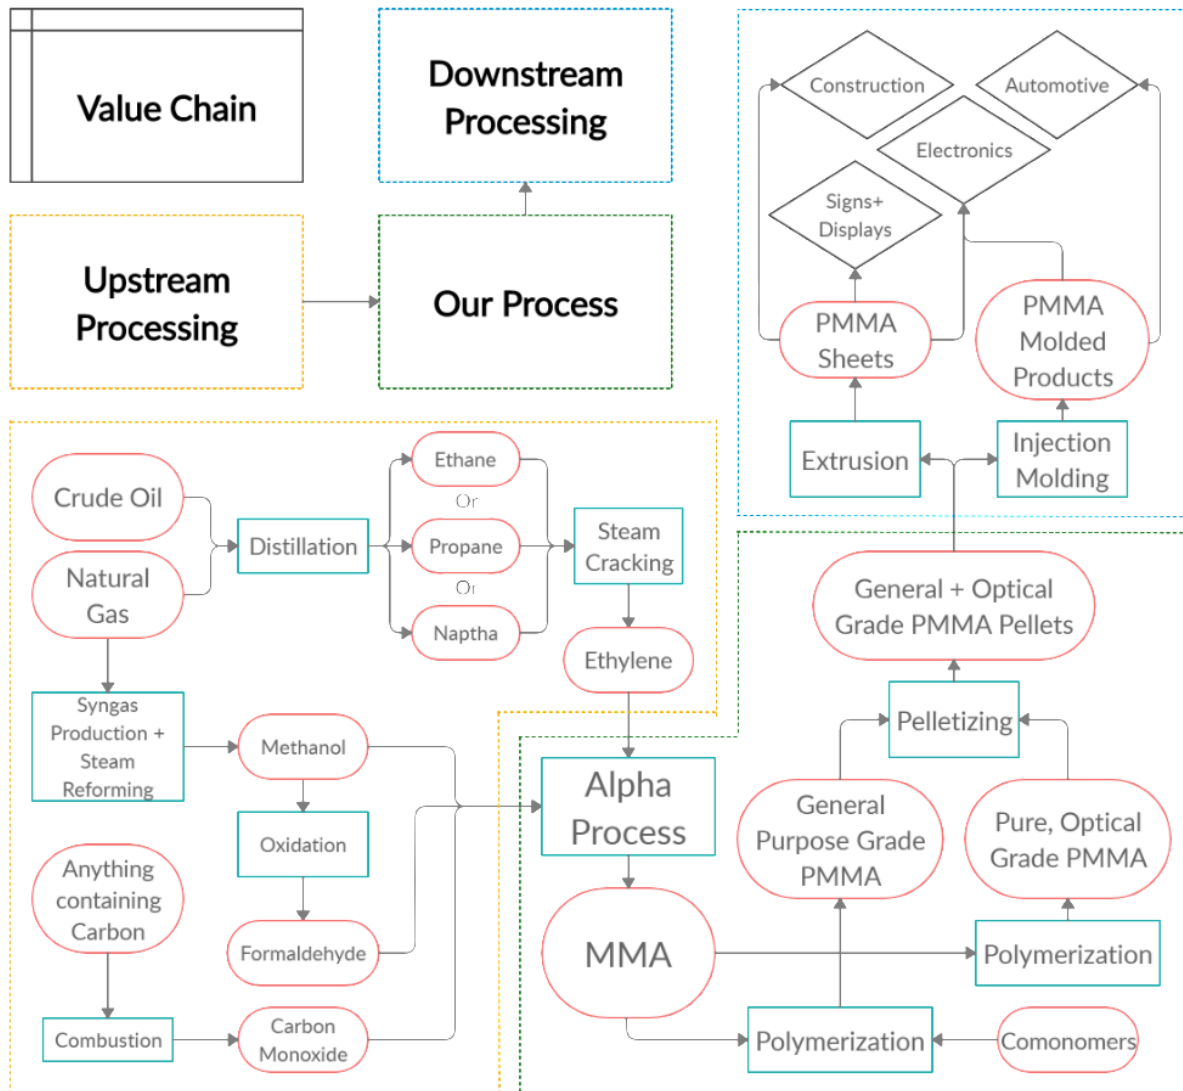 Value Chain
Downstream
Processing
Upstream
Processing
Our Process
Construction
Automotive
Electronics
Signs+
Displays
PMMA
Sheets
PMMA
Molded
Products
Extrusion
Injection
Molding
Crude Oil
Natural
Gas
Distillation
Ethane
Or
Propane
Or
Naptha
Steam
Cracking
Ethylene
Syngas
Production +
Steam
Reforming
Methanol
Oxidation
Formaldehyde
Anything
containing
Carbon
Combustion
Carbon
Monoxide
Alpha
Process
MMA
General + Optical
Grade PMMA Pellets
Pelletizing
General
Purpose Grade
PMMA
Pure, Optical
Grade PMMA
Polymerization
Polymerization
Comonomers